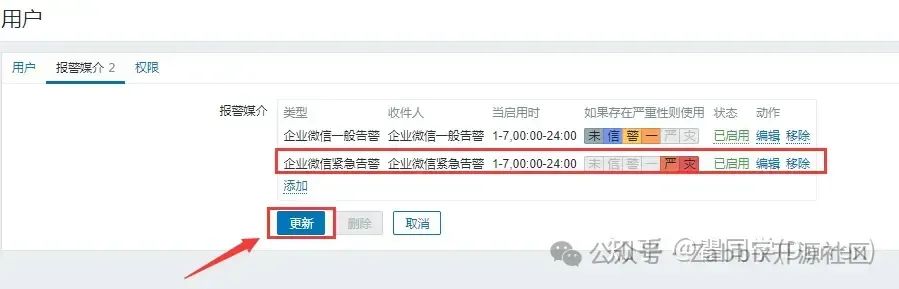 用户
用户 报警媒介 2 权限
报警媒介 类型 收件人 当启用时 如果存在严重性则使用 状态 动作
企业微信一般告警 企业微信一般告警 1-7,00:00-24:00 未 信 警 一 严 灾 已启用 编辑 移除
企业微信紧急告警 企业微信紧急告警 1-7,00:00-24:00 未 信 警 一 严 灾 已启用 编辑 移除
添加
更新 删除 取消
公众号 · Zabbix开源社区